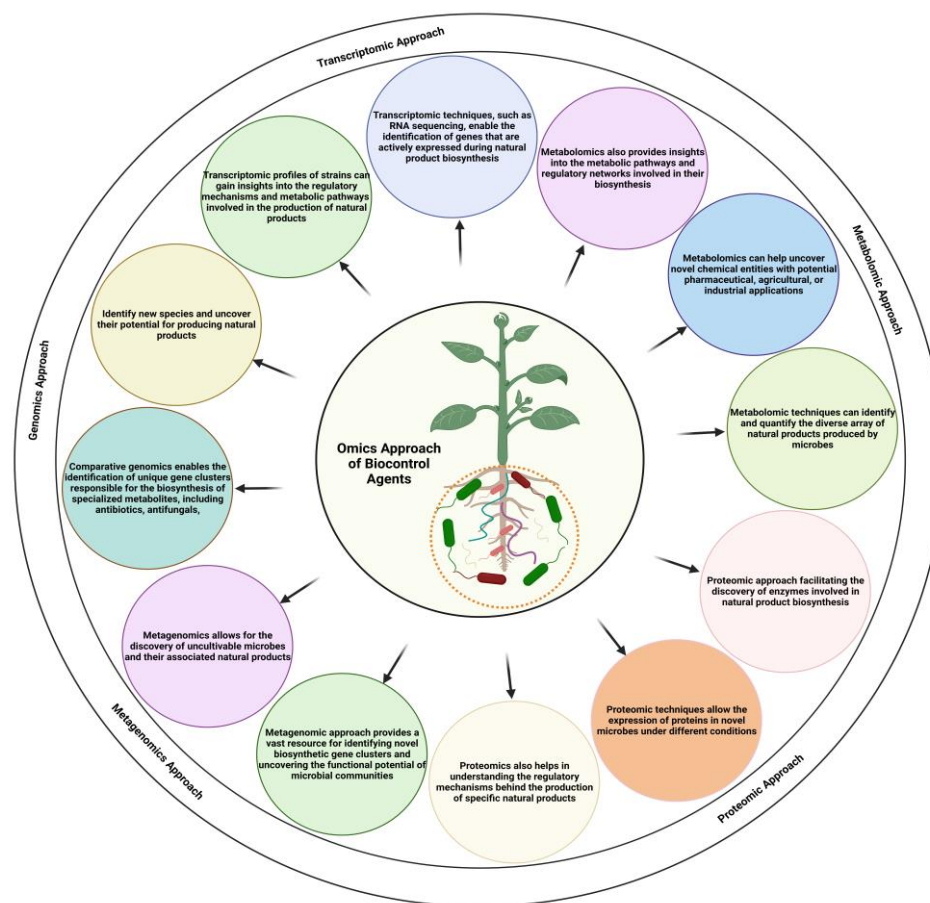 Transcriptomic Approach
Transcriptomic techniques, such as
RNA sequencing, enable the
identification of genes that are
actively expressed during natural
product biosynthesis
Metabolomics also provides insights
into the metabolic pathways and
regulatory networks involved in their
biosynthesis
Transcriptomic profiles of strains can
gain insights into the regulatory
mechanisms and metabolic pathways
involved in the production of natural
products
Metabolomic Approach
Metabolomics can help uncover
novel chemical entities with potential
pharmaceutical, agricultural, or
industrial applications
Identify new species and uncover
their potential for producing natural
products
Genomics Approach
Metabolomic techniques can identify
and quantify the diverse array of
natural products produced by
microbes
Omics Approach
of Biocontrol
Agents
Comparative genomics enables the
identification of unique gene clusters
responsible for the biosynthesis of
specialized metabolites, including
antibiotics, antifungals,
Proteomic approach facilitating the
discovery of enzymes involved in
natural product biosynthesis
Metagenomics allows for the
discovery of uncultivable microbes
and their associated natural products
Metagenomics Approach
Metagenomic approach provides a
vast resource for identifying novel
biosynthetic gene clusters and
uncovering the functional potential of
microbial communities
Proteomics also helps in
understanding the regulatory
mechanisms behind the production
of specific natural products
Proteomic techniques allow the
expression of proteins in novel
microbes under different conditions
Proteomic Approach